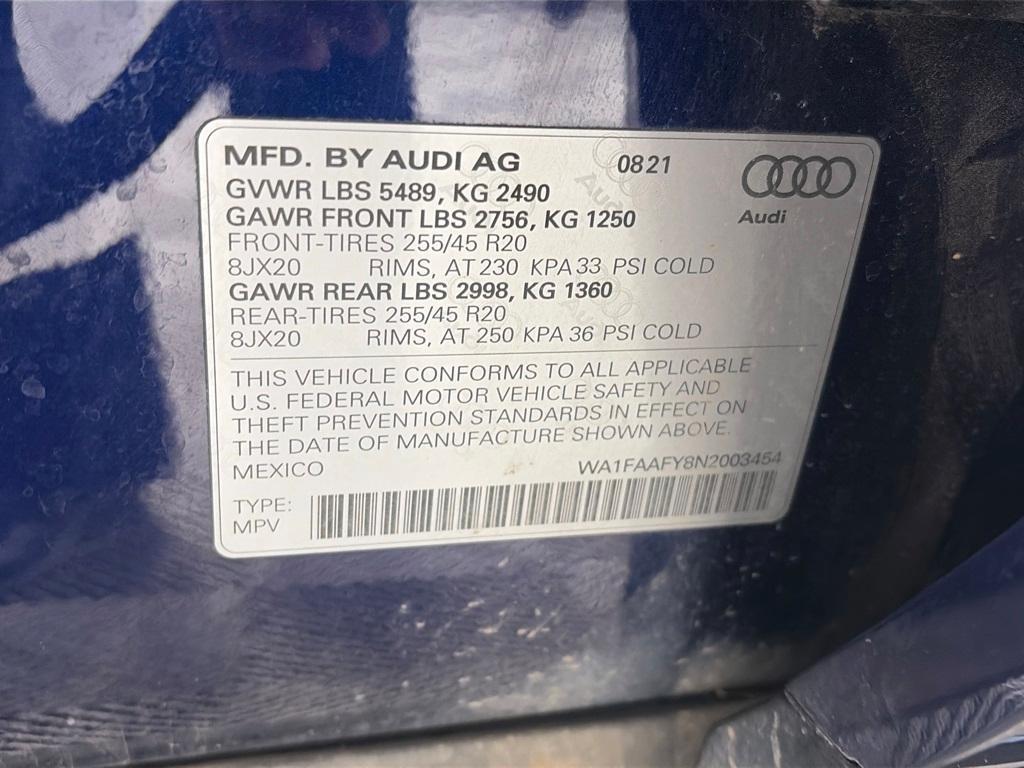 MFD. BY AUDI AG 0821
Audi
GVWR LBS 5489, KG 2490
GAWR FRONT LBS 2756, KG 1250
FRONT-TIRES 255/45 R20
8JX20 RIMS, AT 230 KPA 33 PSI COLD
GAWR REAR LBS 2998, KG 1360
REAR-TIRES 255/45 R20
8JX20 RIMS, AT 250 KPA 36 PSI COLD
THIS VEHICLE CONFORMS TO ALL APPLICABLE
U.S. FEDERAL MOTOR VEHICLE SAFETY AND
THEFT PREVENTION STANDARDS IN EFFECT ON
THE DATE OF MANUFACTURE SHOWN ABOVE.
MEXICO WA1FAAFY8N2003454
TYPE:
MPV